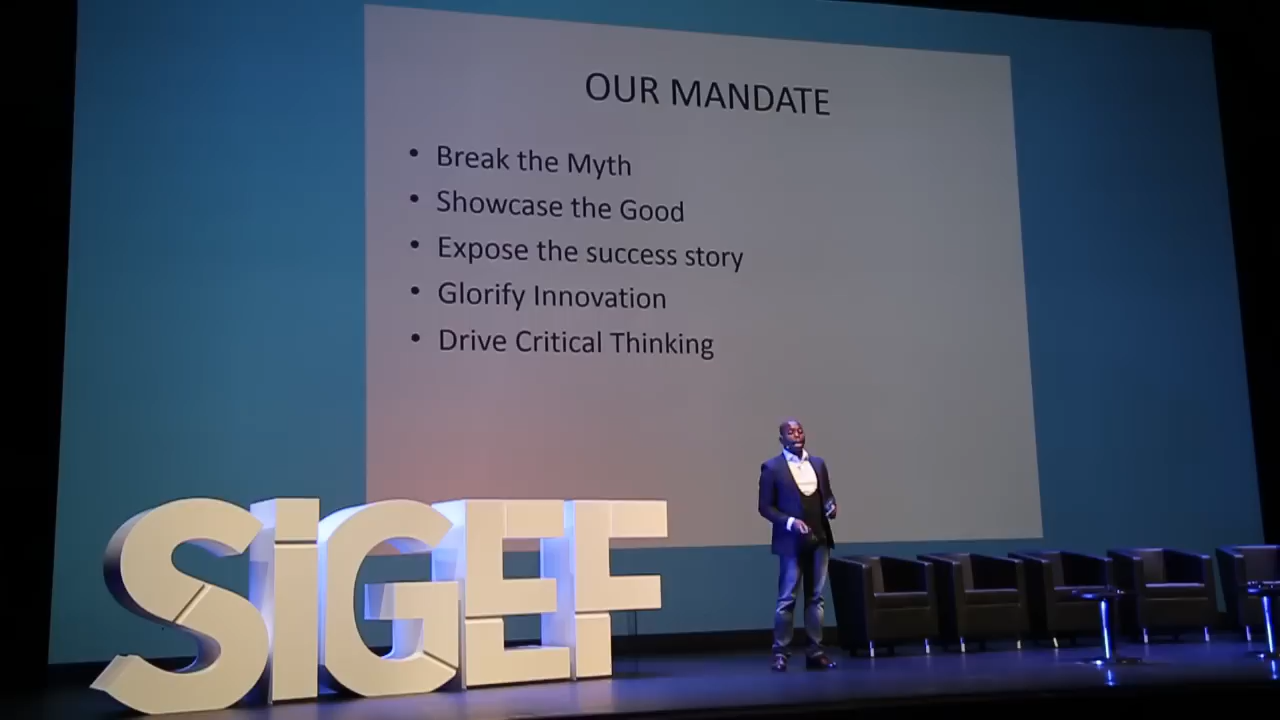 OUR MANDATE
• Break the Myth
• Showcase the Good
• Expose the success story
• Glorify Innovation
• Drive Critical Thinking
SiGEF